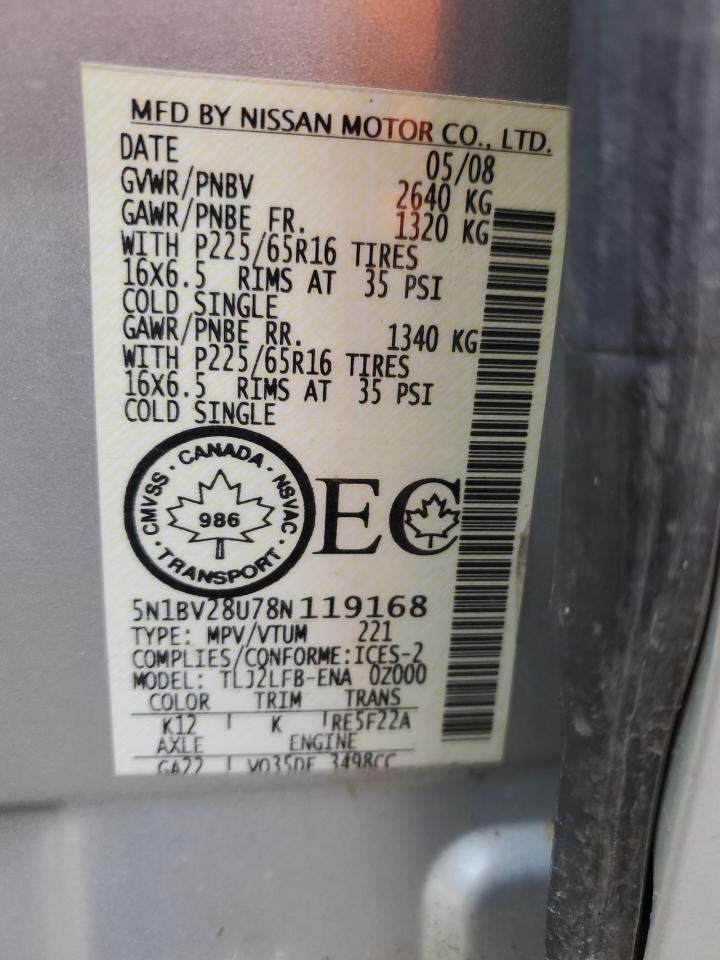 MFD BY NISSAN MOTOR CO., LTD.
DATE 05/08
GVWR/PNBV 2640 KG
GAWR/PNBE FR. 1320 KG
WITH P225/65R16 TIRES
16X6.5 RIMS AT 35 PSI
COLD SINGLE
GAWR/PNBE RR. 1340 KG
WITH P225/65R16 TIRES
16X6.5 RIMS AT 35 PSI
COLD SINGLE
CMVSS · CANADA · NSVAC · TRANSPORT ·
986
EC
5N1BV28U78N119168
TYPE: MPV/VTUM 221
COMPLIES/CONFORME:ICES-2
MODEL: TLJ2LFB-ENA 0Z000
COLOR TRIM TRANS
K12 K RE5F22A
AXLE ENGINE
GA22 VQ35DE 3498CC